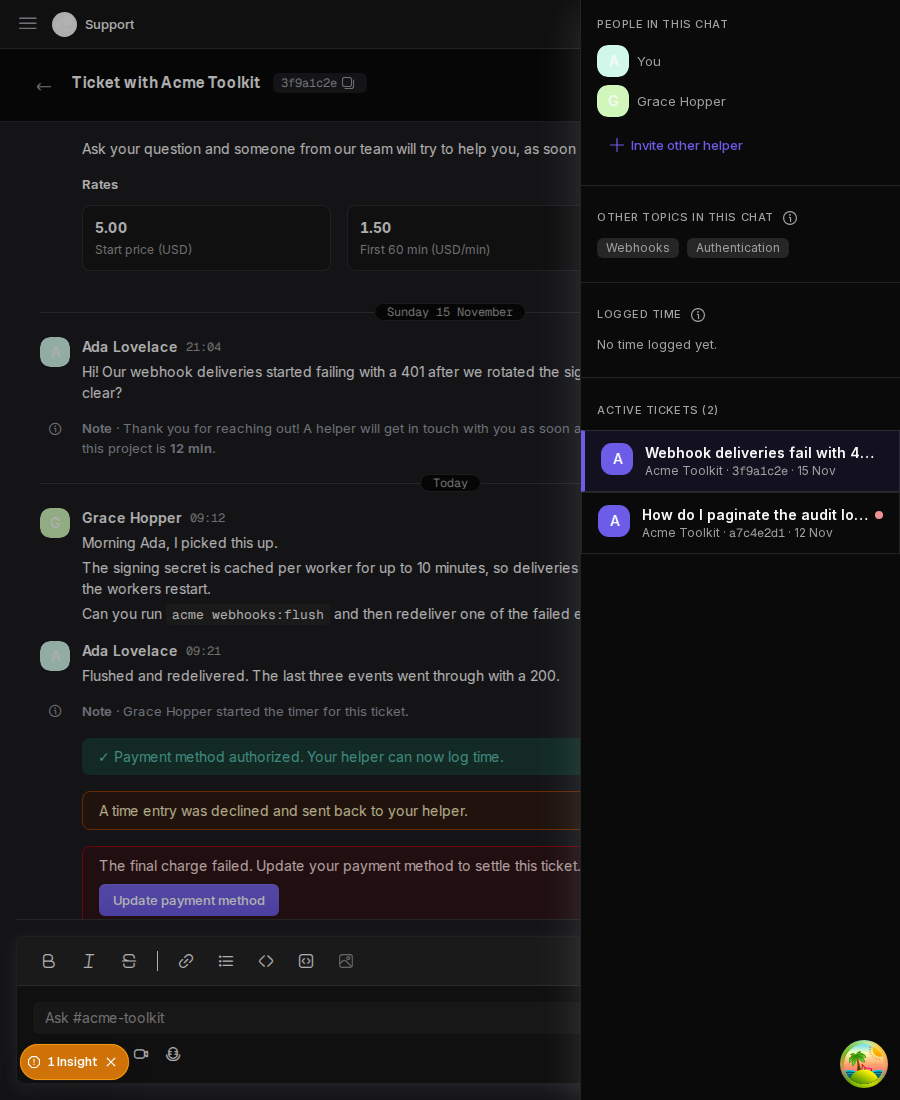 Support
Ticket with Acme Toolkit
3f9a1c2e
Ask your question and someone from our team will try to help you, as soon
Rates
5.00
Start price (USD)
1.50
First 60 min (USD/min)
Sunday 15 November
A
Ada Lovelace 21:04
Hi! Our webhook deliveries started failing with a 401 after we rotated the sig
clear?
Note · Thank you for reaching out! A helper will get in touch with you as soon a
this project is 12 min.
Today
G
Grace Hopper 09:12
Morning Ada, I picked this up.
The signing secret is cached per worker for up to 10 minutes, so deliveries
the workers restart.
Can you run acme webhooks:flush and then redeliver one of the failed e
A
Ada Lovelace 09:21
Flushed and redelivered. The last three events went through with a 200.
Note · Grace Hopper started the timer for this ticket.
✓ Payment method authorized. Your helper can now log time.
A time entry was declined and sent back to your helper.
The final charge failed. Update your payment method to settle this ticket.
Update payment method
Ask #acme-toolkit
1 Insight
PEOPLE IN THIS CHAT
A
You
G
Grace Hopper
Invite other helper
OTHER TOPICS IN THIS CHAT
Webhooks
Authentication
LOGGED TIME
No time logged yet.
ACTIVE TICKETS (2)
A
Webhook deliveries fail with 4…
Acme Toolkit · 3f9a1c2e · 15 Nov
A
How do I paginate the audit lo…
Acme Toolkit · a7c4e2d1 · 12 Nov